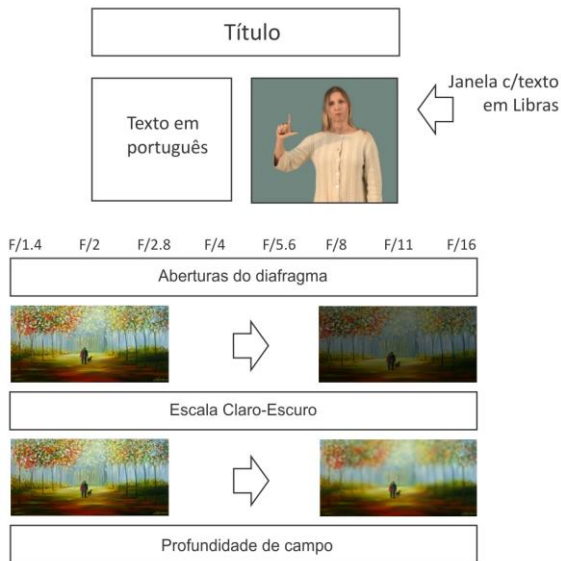 Título
Texto em
português
Janela c/texto
em Libras
F/1.4 F/2 F/2.8 F/4 F/5.6 F/8 F/11 F/16
Aberturas do diafragma
Escala Claro-Escuro
Profundidade de campo